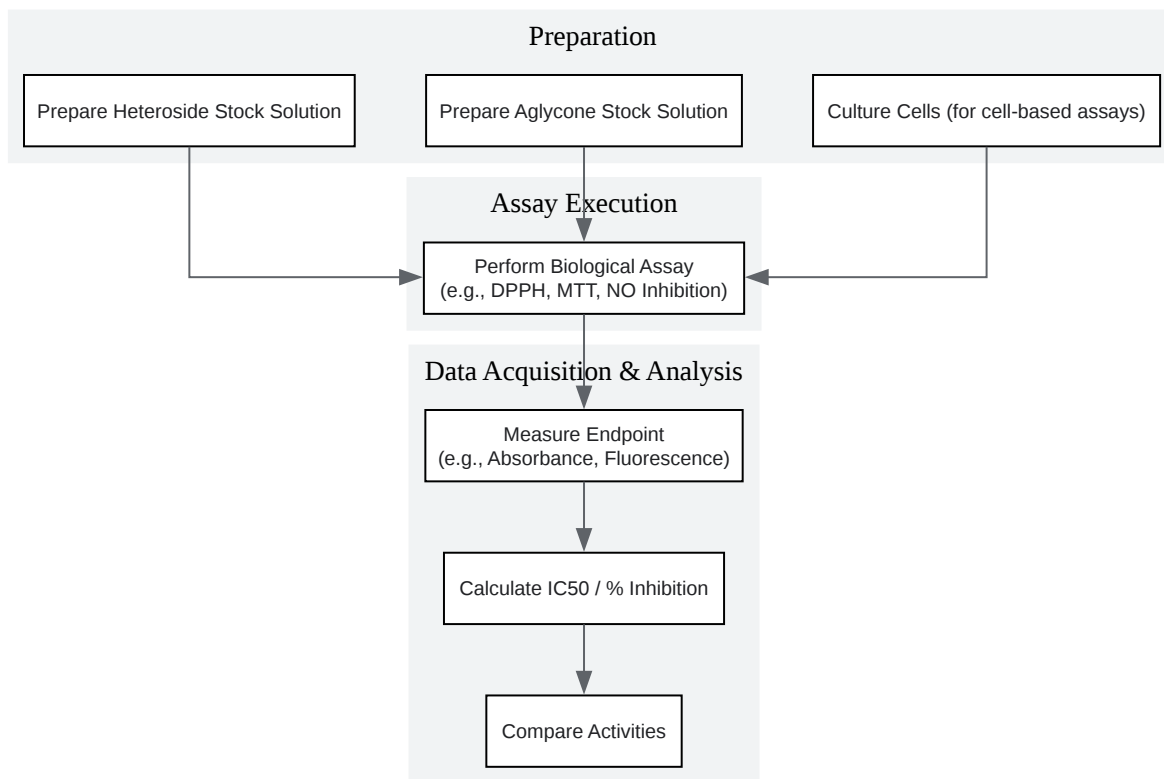 Preparation
Prepare Heteroside Stock Solution
Prepare Aglycone Stock Solution
Culture Cells (for cell-based assays)
Assay Execution
Perform Biological Assay
(e.g., DPPH, MTT, NO Inhibition)
Data Acquisition & Analysis
Measure Endpoint
(e.g., Absorbance, Fluorescence)
Calculate IC50 / % Inhibition
Compare Activities